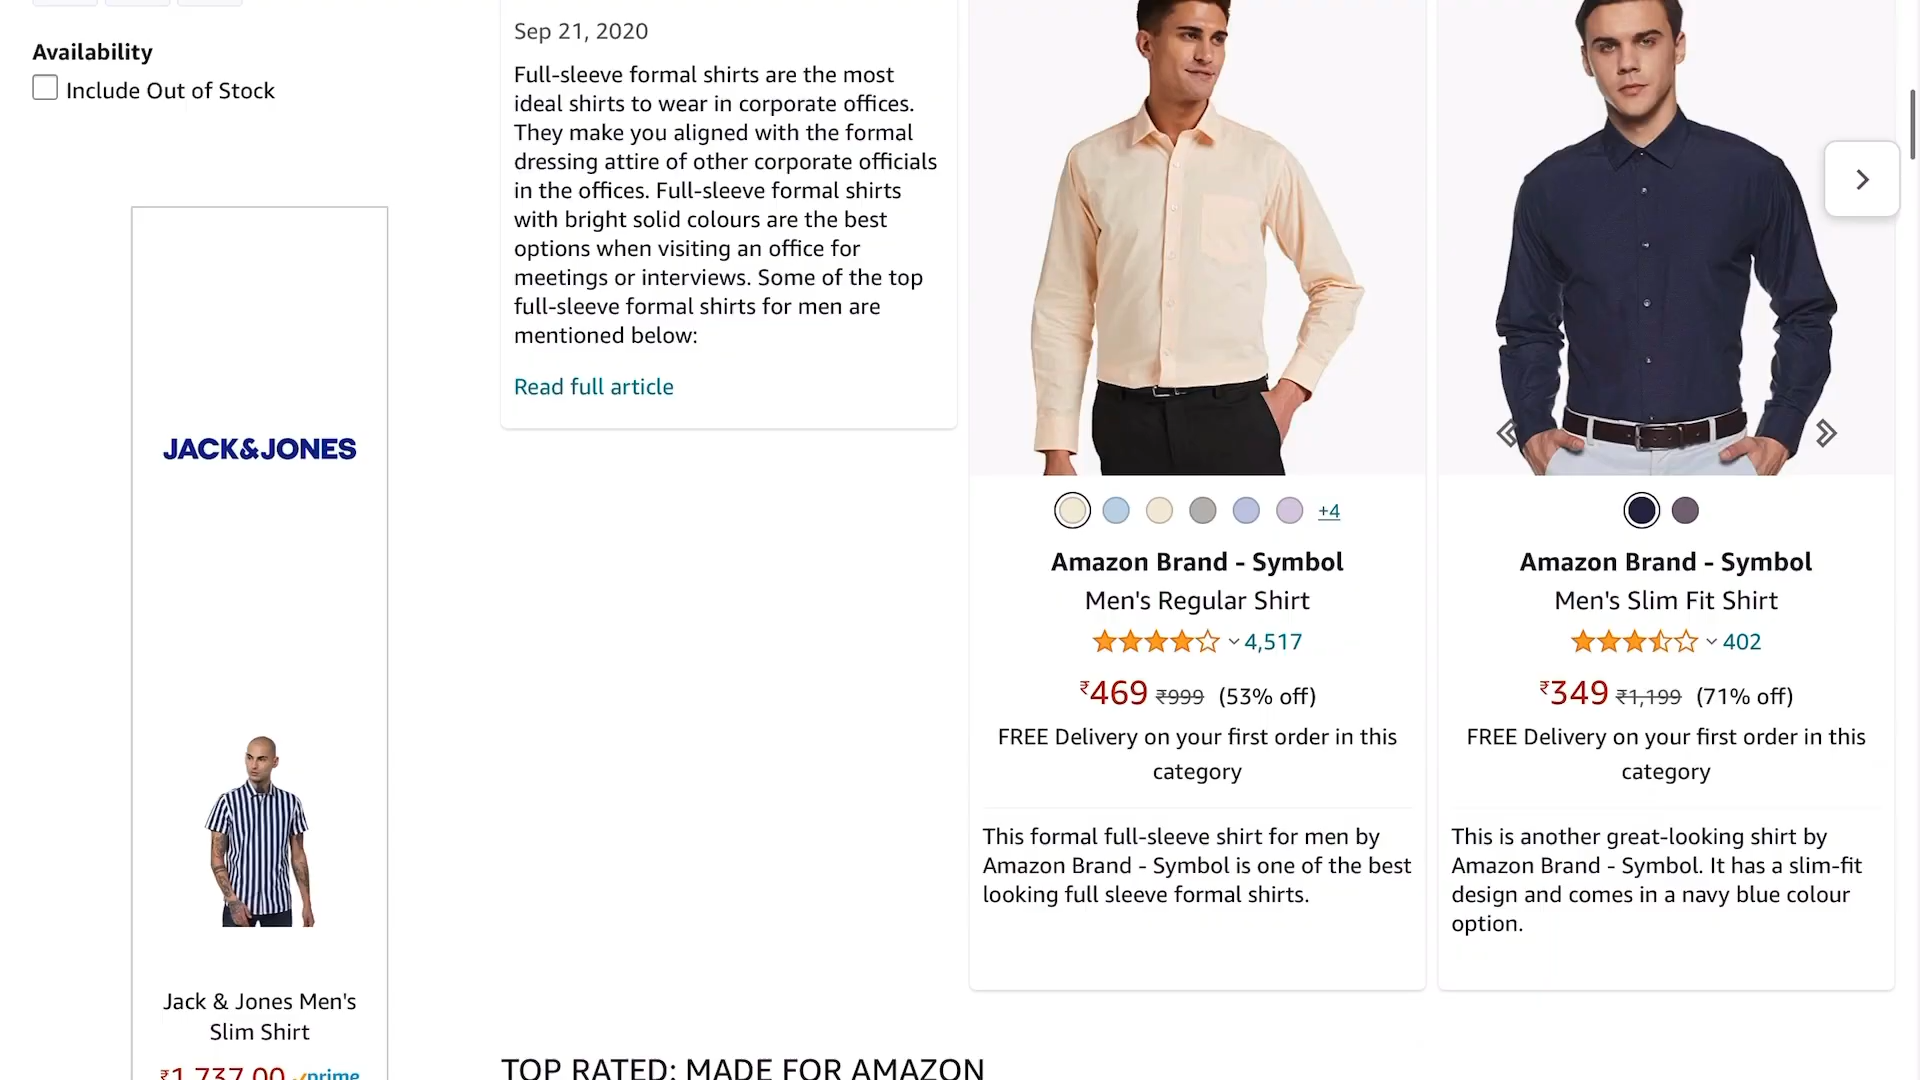 Availability
Include Out of Stock
JACK&JONES
Jack & Jones Men's
Slim Shirt
₹1,737.00 prime
Sep 21, 2020
Full-sleeve formal shirts are the most
ideal shirts to wear in corporate offices.
They make you aligned with the formal
dressing attire of other corporate officials
in the offices. Full-sleeve formal shirts
with bright solid colours are the best
options when visiting an office for
meetings or interviews. Some of the top
full-sleeve formal shirts for men are
mentioned below:
Read full article
+4
Amazon Brand - Symbol
Men's Regular Shirt
4,517
₹469 ₹999 (53% off)
FREE Delivery on your first order in this
category
This formal full-sleeve shirt for men by
Amazon Brand - Symbol is one of the best
looking full sleeve formal shirts.
Amazon Brand - Symbol
Men's Slim Fit Shirt
402
₹349 ₹1,199 (71% off)
FREE Delivery on your first order in this
category
This is another great-looking shirt by
Amazon Brand - Symbol. It has a slim-fit
design and comes in a navy blue colour
option.
TOP RATED: MADE FOR AMAZON